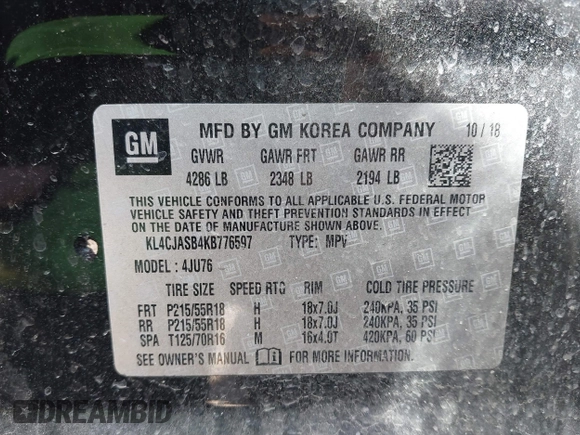 GM MFD BY GM KOREA COMPANY 10/18
GVWR GAWR FRT GAWR RR
4286 LB 2348 LB 2194 LB
THIS VEHICLE CONFORMS TO ALL APPLICABLE U.S. FEDERAL MOTOR
VEHICLE SAFETY AND THEFT PREVENTION STANDARDS IN EFFECT
ON THE DATE OF MANUFACTURE SHOWN ABOVE.
KL4CJASB4KB776597 TYPE: MPV
MODEL: 4JU76
TIRE SIZE SPEED RTG RIM COLD TIRE PRESSURE
FRT P215/55R18 H 18x7.0J 240KPA, 35 PSI
RR P215/55R18 H 18x7.0J 240KPA, 35 PSI
SPA T125/70R16 M 16x4.0T 420KPA, 60 PSI
SEE OWNER'S MANUAL FOR MORE INFORMATION
DREAMBID